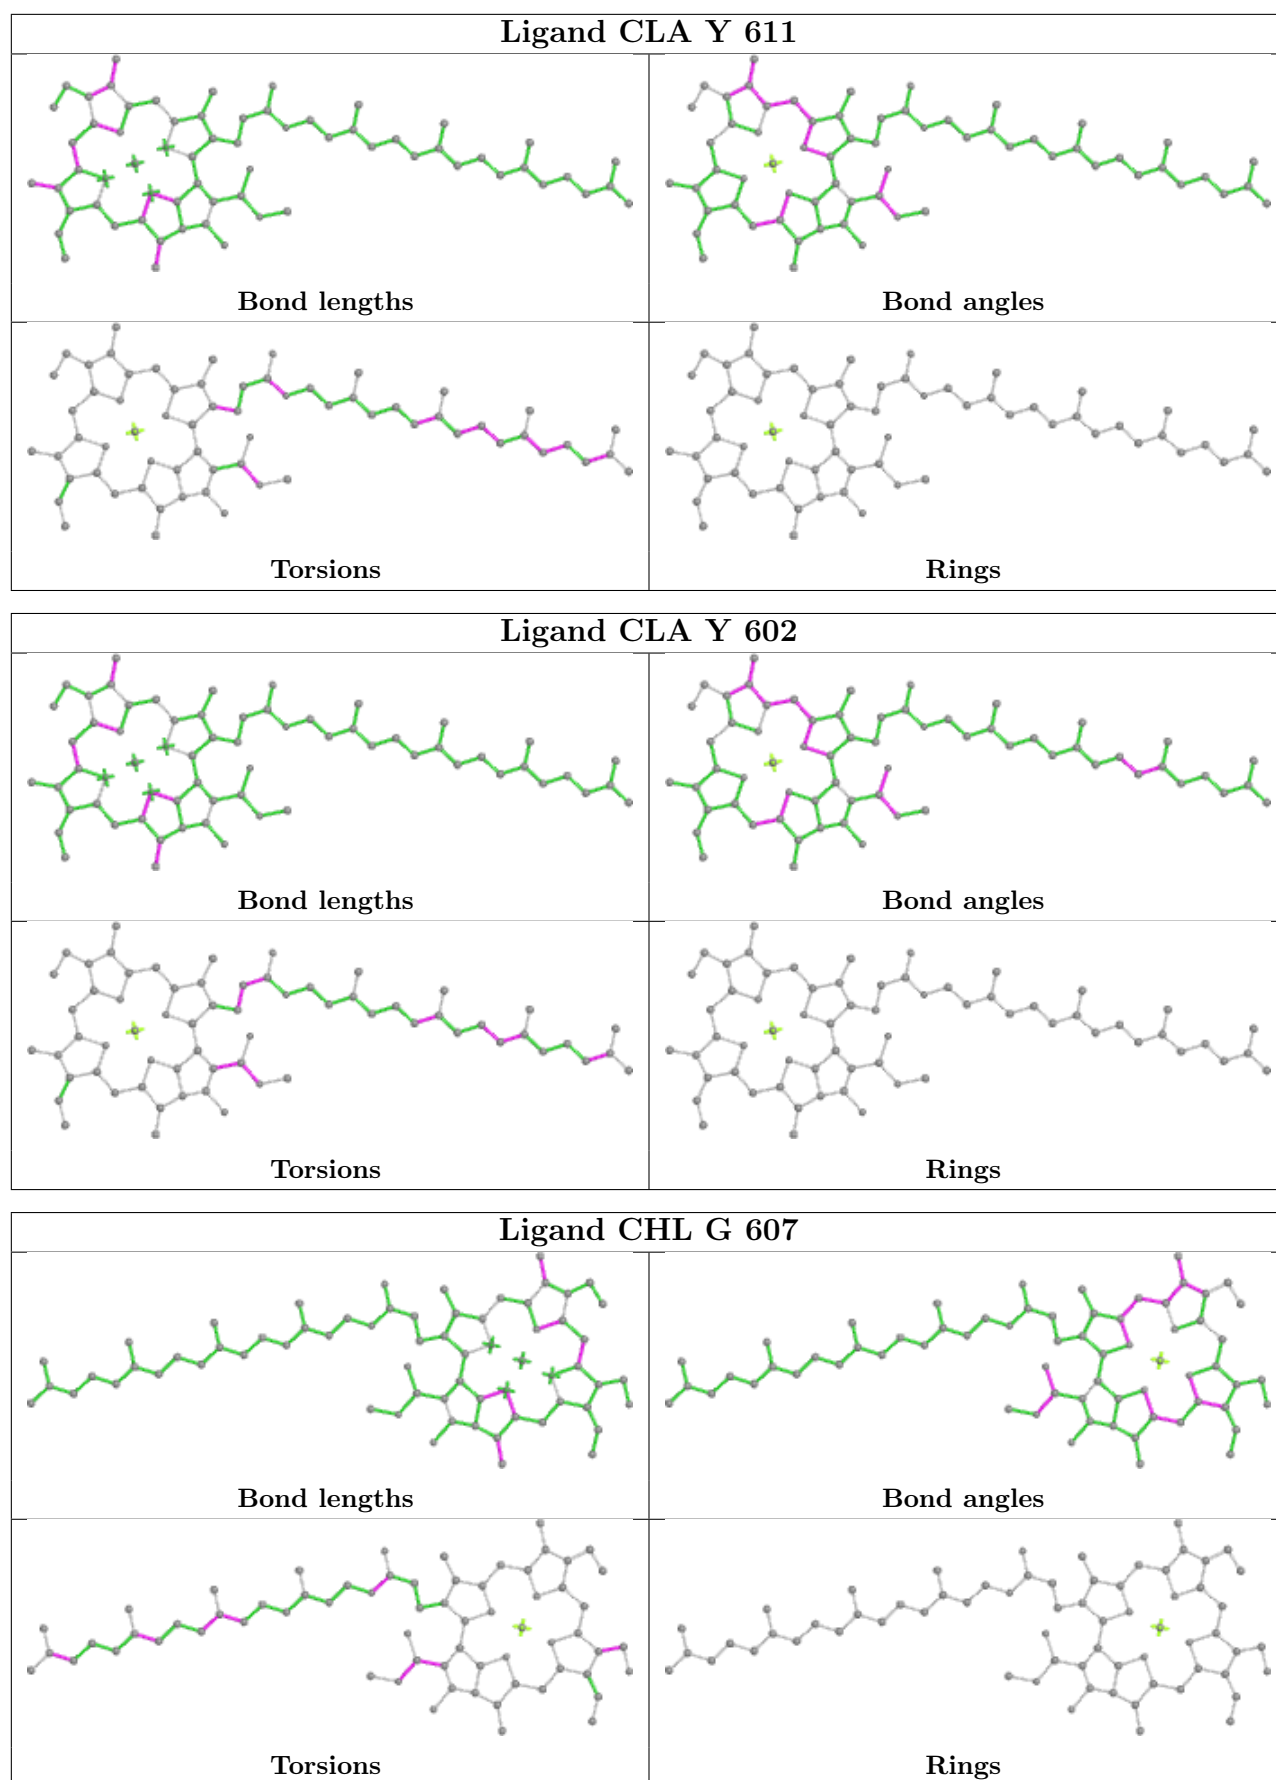 Ligand CLA Y 611
Bond lengths
Bond angles
Torsions
Rings
Ligand CLA Y 602
Bond lengths
Bond angles
Torsions
Rings
Ligand CHL G 607
Bond lengths
Bond angles
Torsions
Rings